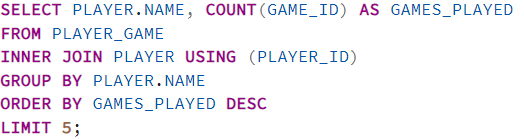 SELECT PLAYER.NAME, COUNT(GAME_ID) AS GAMES_PLAYED
FROM PLAYER_GAME
INNER JOIN PLAYER USING (PLAYER_ID)
GROUP BY PLAYER.NAME
ORDER BY GAMES_PLAYED DESC
LIMIT 5;